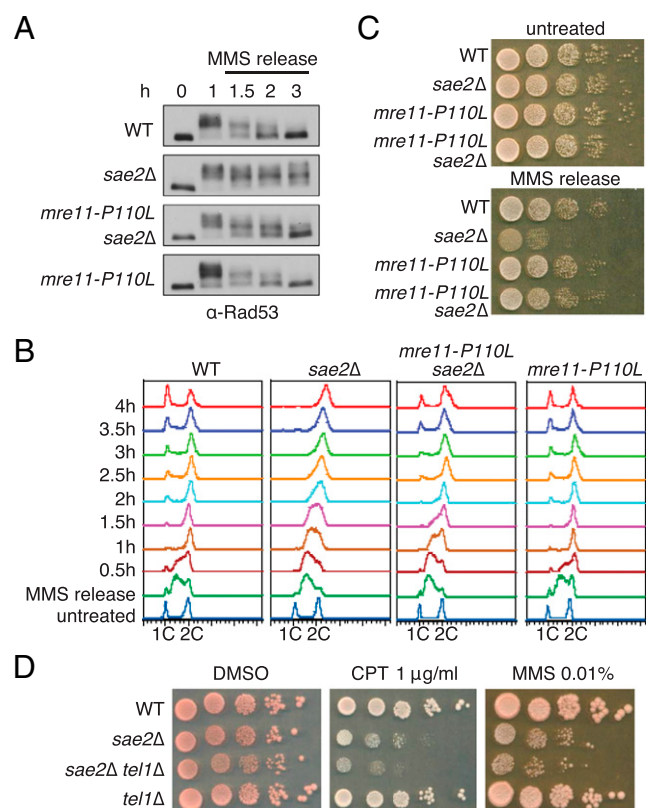 A
MMS release
h 0 1 1.5 2 3
WT
sae2Δ
mre11-P110L
sae2Δ
mre11-P110L
α-Rad53
C
untreated
WT
sae2Δ
mre11-P110L
mre11-P110L
sae2Δ
MMS release
WT
sae2Δ
mre11-P110L
mre11-P110L
sae2Δ
B
WT
sae2Δ
mre11-P110L
sae2Δ
mre11-P110L
4h
3.5h
3h
2.5h
2h
1.5h
1h
0.5h
MMS release
untreated
1C 2C
1C 2C
1C 2C
1C 2C
D
DMSO
CPT 1 µg/ml
MMS 0.01%
WT
sae2Δ
sae2Δ tel1Δ
tel1Δ